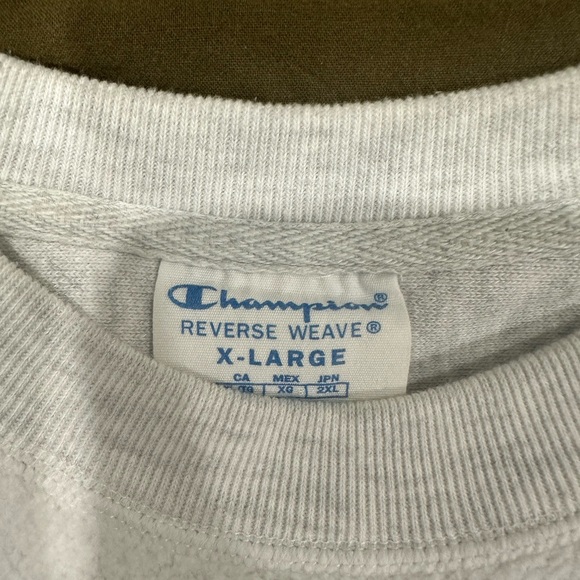 Champion®
REVERSE WEAVE®
X-LARGE
CA MEX JPN
XG 2XL